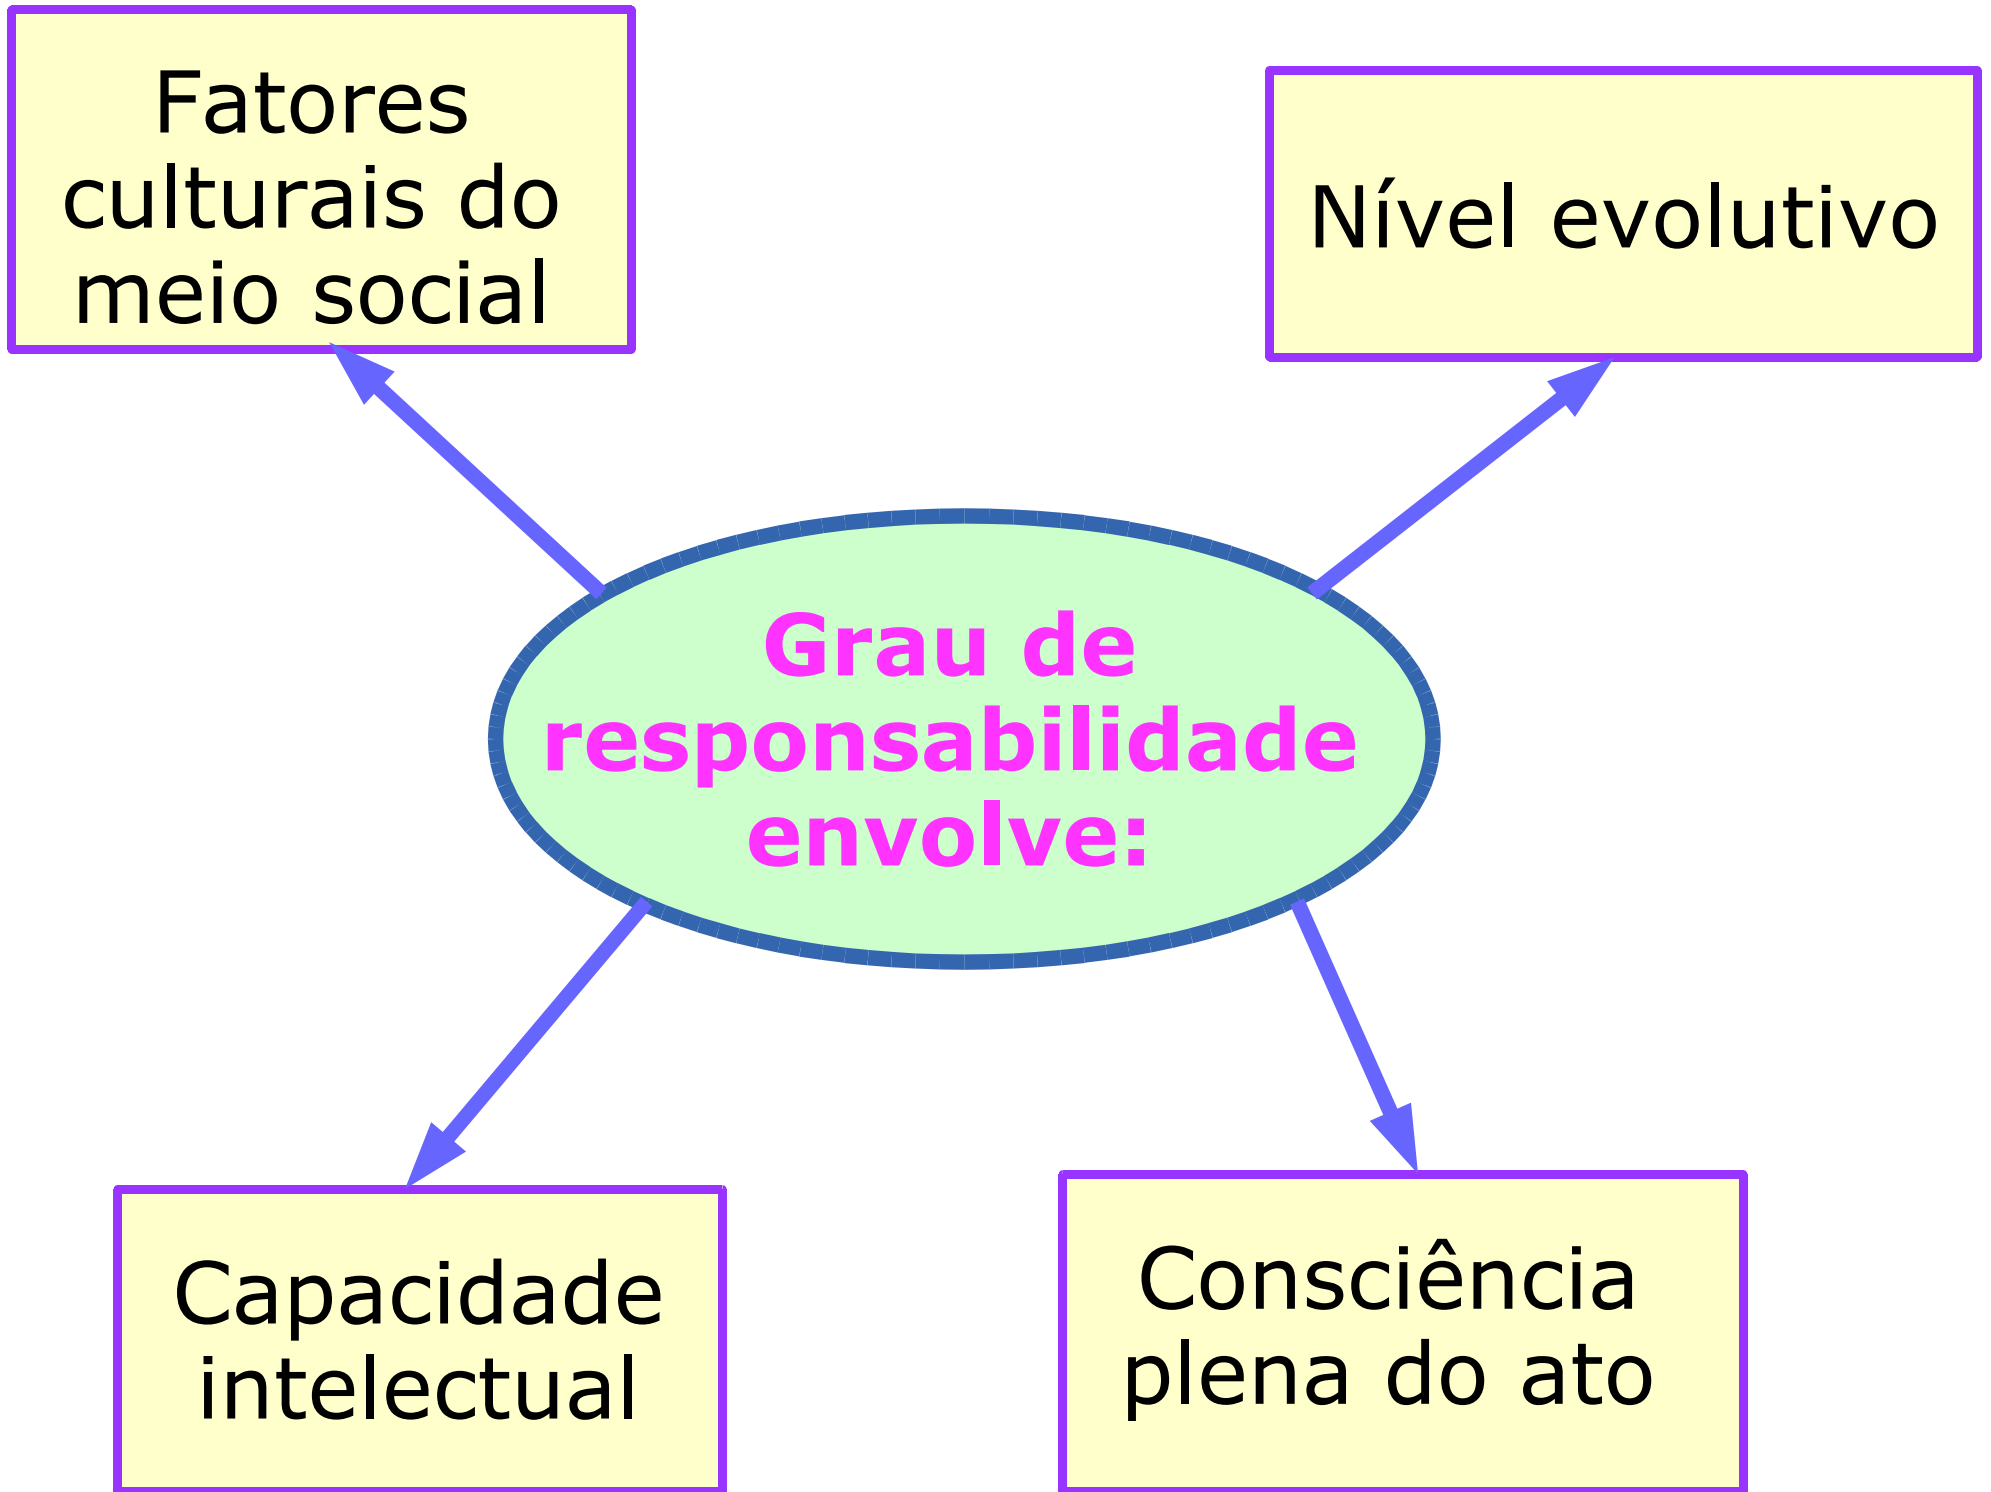 Fatores
culturais do
meio social
Nível evolutivo
Grau de
responsabilidade
envolve:
Capacidade
intelectual
Consciência
plena do ato